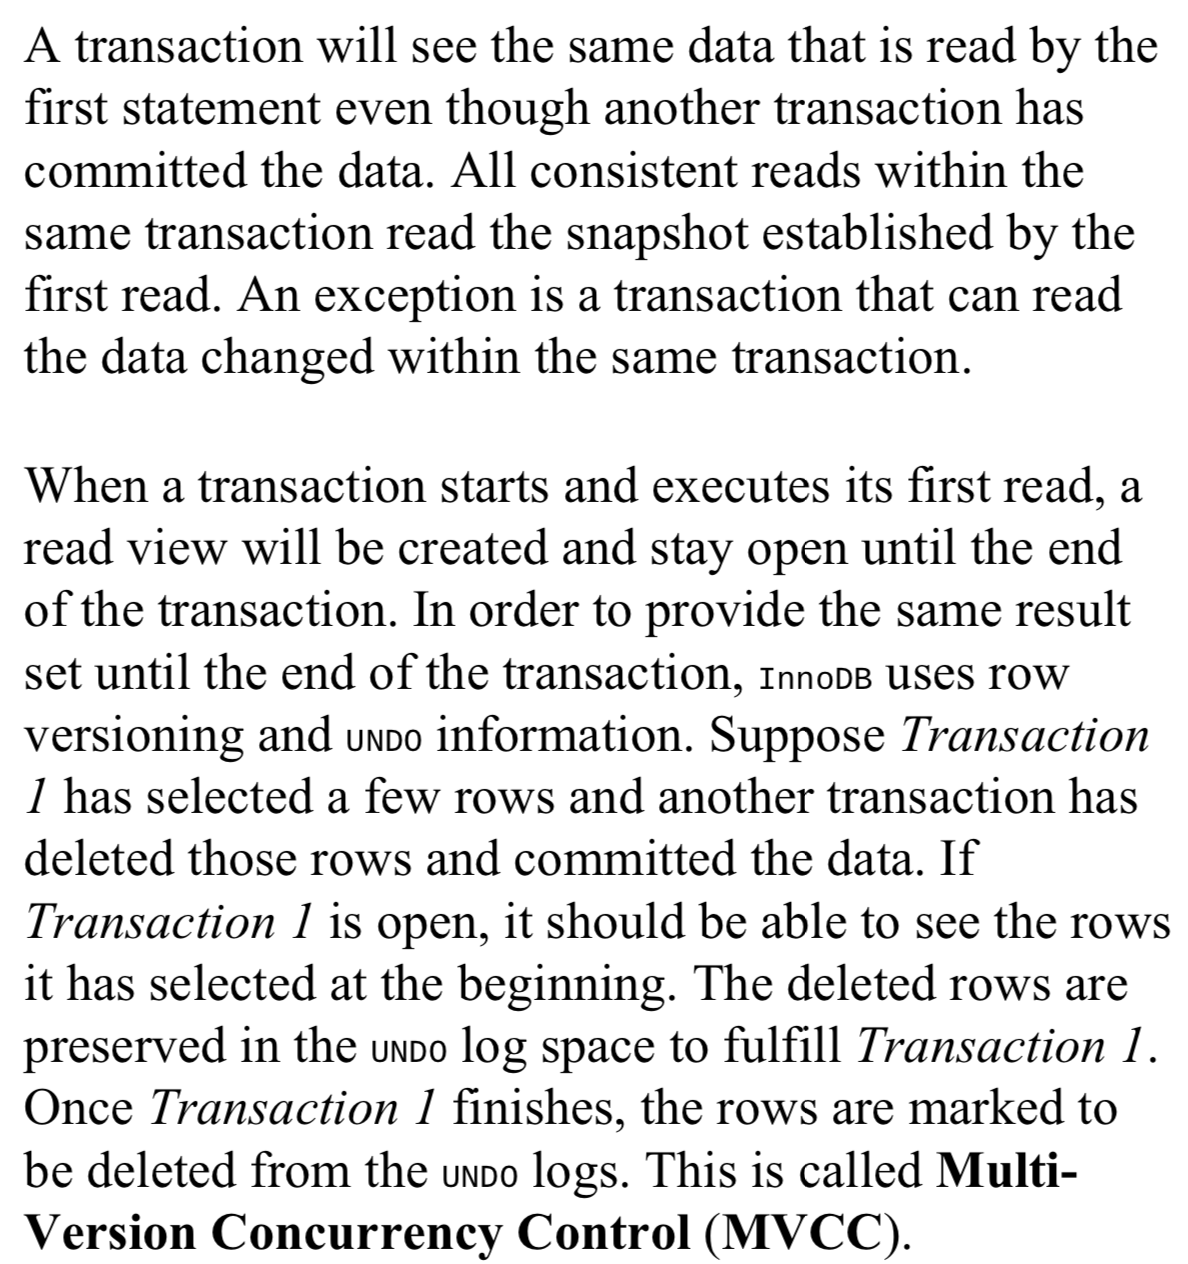 A transaction will see the same data that is read by the
first statement even though another transaction has
committed the data. All consistent reads within the
same transaction read the snapshot established by the
first read. An exception is a transaction that can read
the data changed within the same transaction.
When a transaction starts and executes its first read, a
read view will be created and stay open until the end
of the transaction. In order to provide the same result
set until the end of the transaction, InnoDB uses row
versioning and UNDO information. Suppose Transaction
1 has selected a few rows and another transaction has
deleted those rows and committed the data. If
Transaction 1 is open, it should be able to see the rows
it has selected at the beginning. The deleted rows are
preserved in the UNDO log space to fulfill Transaction 1.
Once Transaction 1 finishes, the rows are marked to
be deleted from the UNDO logs. This is called Multi-
Version Concurrency Control (MVCC).